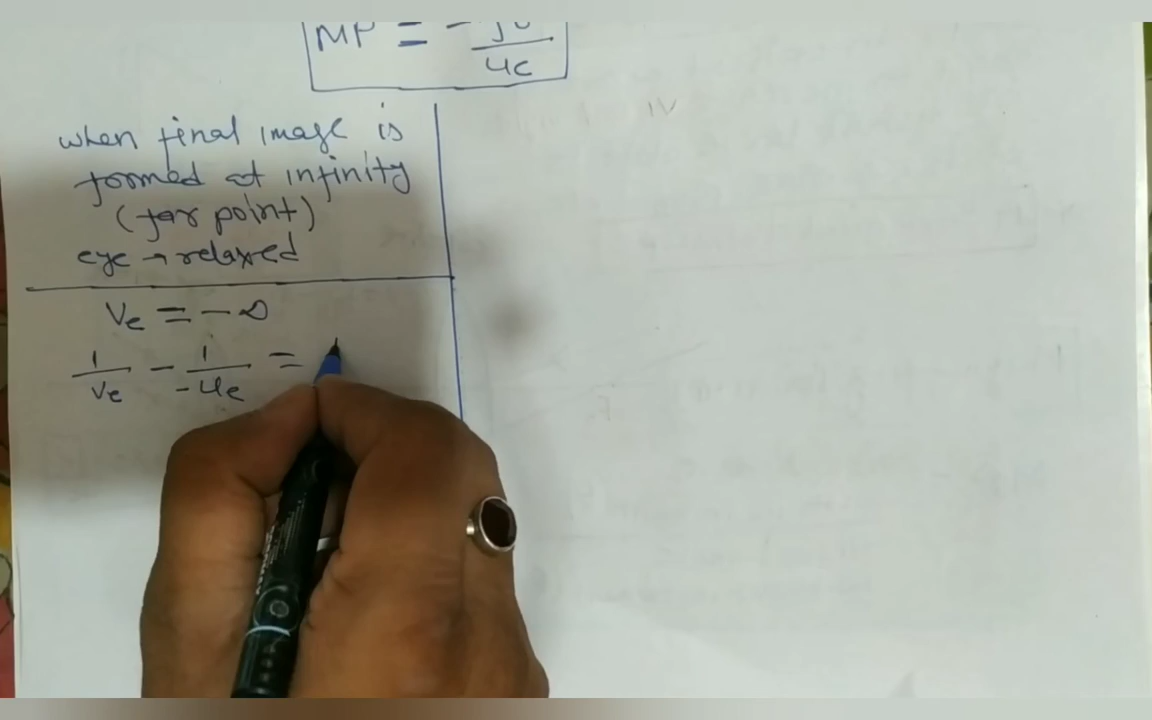 MP = - fo / ue
when final image is
formed at infinity
(far point)
eye → relaxed
Ve = - ∞
1/Ve - 1/-ue =